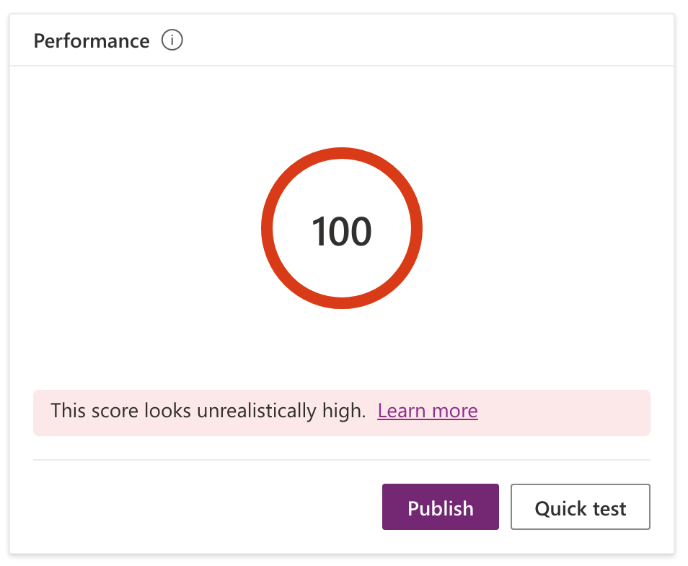 Performance
100
This score looks unrealistically high. Learn more
Publish Quick test